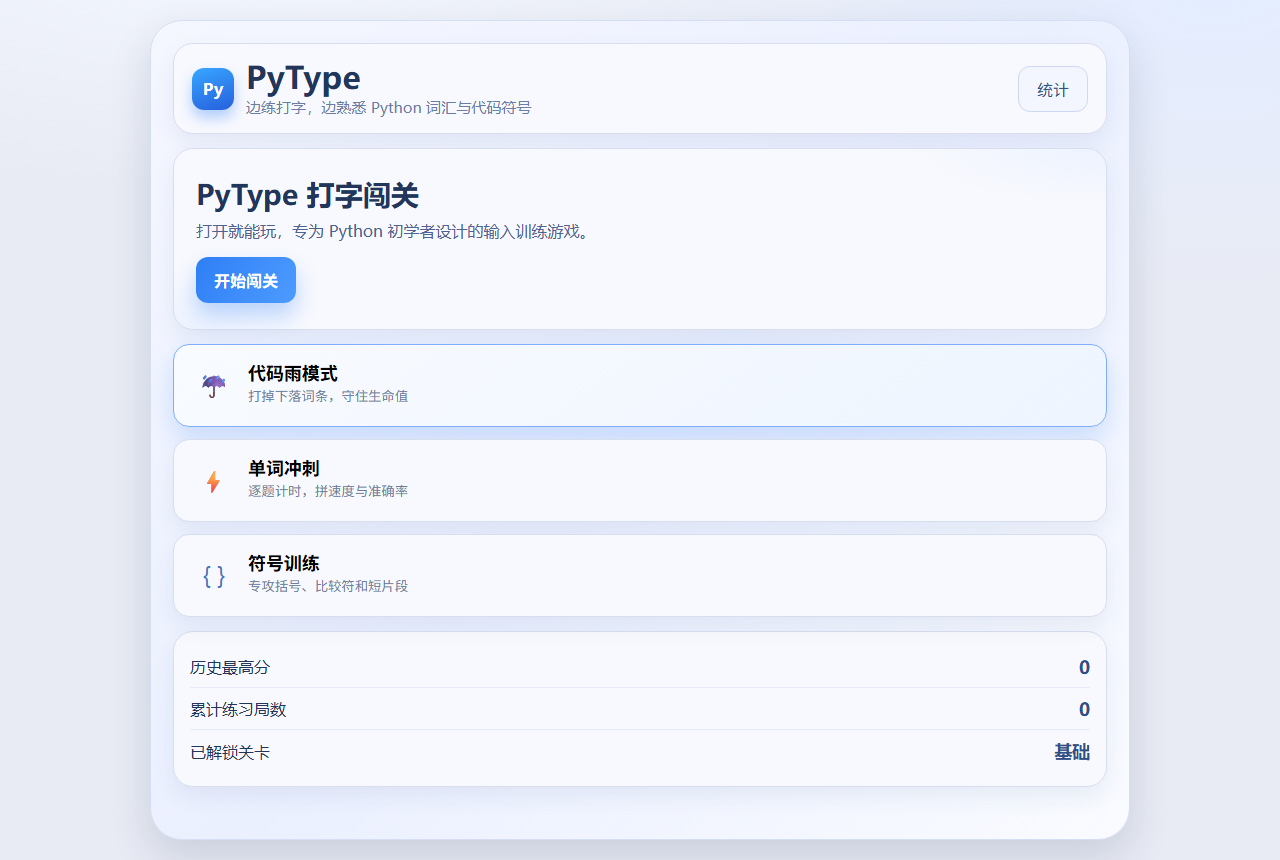 Py
PyType
边练打字，边熟悉 Python 词汇与代码符号
统计
PyType 打字闯关
打开就能玩，专为 Python 初学者设计的输入训练游戏。
开始闯关
代码雨模式
打掉下落词条，守住生命值
单词冲刺
逐题计时，拼速度与准确率
{ }
符号训练
专攻括号、比较符和短片段
历史最高分 0
累计练习局数 0
已解锁关卡 基础